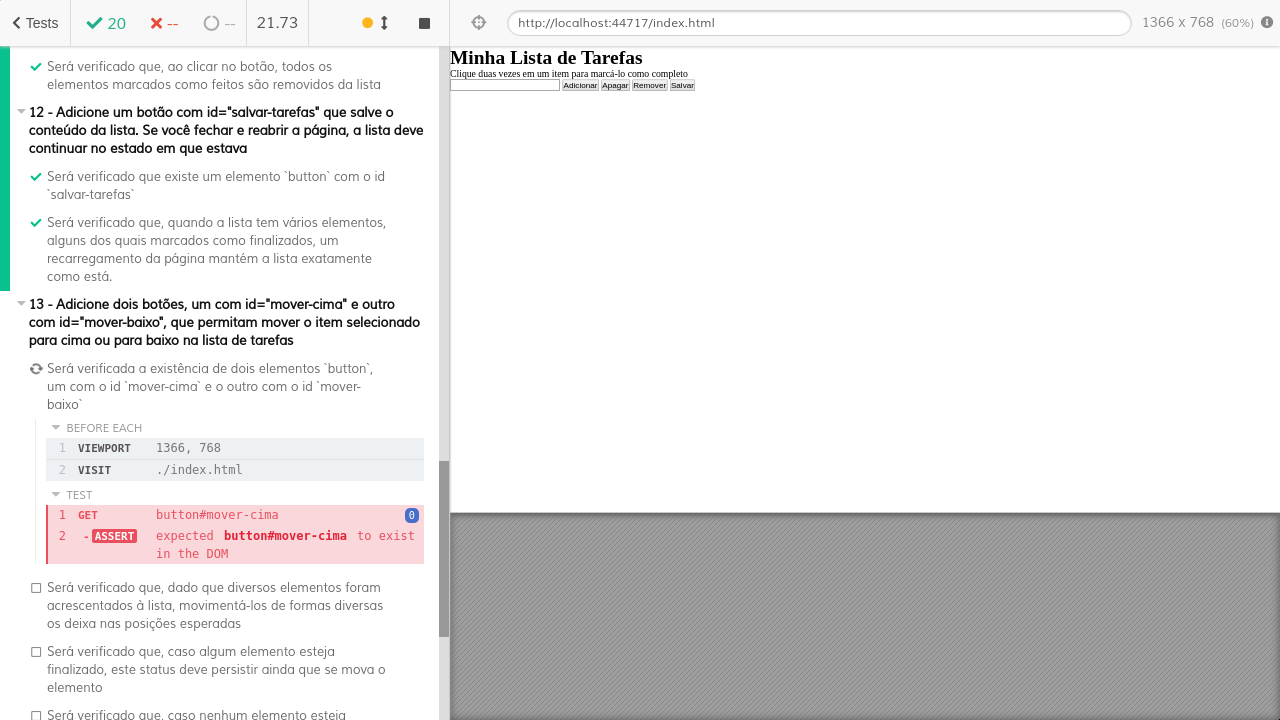 Tests
20
--
--
21.73
http://localhost:44717/index.html
1366 x 768 (60%)
Será verificado que, ao clicar no botão, todos os
elementos marcados como feitos são removidos da lista
12 - Adicione um botão com id="salvar-tarefas" que salve o
conteúdo da lista. Se você fechar e reabrir a página, a lista deve
continuar no estado em que estava
Será verificado que existe um elemento `button` com o id
`salvar-tarefas`
Será verificado que, quando a lista tem vários elementos,
alguns dos quais marcados como finalizados, um
recarregamento da página mantém a lista exatamente
como está.
13 - Adicione dois botões, um com id="mover-cima" e outro
com id="mover-baixo", que permitam mover o item selecionado
para cima ou para baixo na lista de tarefas
Será verificada a existência de dois elementos `button`,
um com o id `mover-cima` e o outro com o id `mover-
baixo`
BEFORE EACH
1 VIEWPORT 1366, 768
2 VISIT ./index.html
TEST
1 GET button#mover-cima 0
2 - ASSERT expected button#mover-cima to exist
in the DOM
Será verificado que, dado que diversos elementos foram
acrescentados à lista, movimentá-los de formas diversas
os deixa nas posições esperadas
Será verificado que, caso algum elemento esteja
finalizado, este status deve persistir ainda que se mova o
elemento
Será verificado que, caso nenhum elemento esteja
Minha Lista de Tarefas
Clique duas vezes em um item para marcá-lo como completo
Adicionar Apagar Remover Salvar